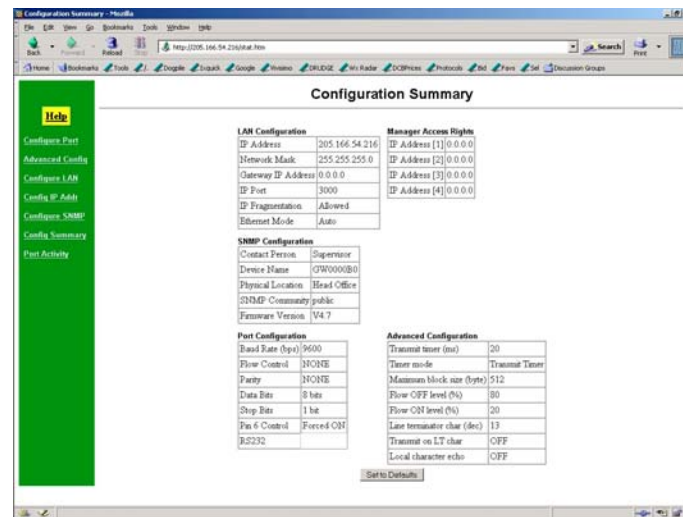 Configuration Summary - Mozilla
File Edit View Go Bookmarks Tools Window Help
Back Forward Reload Stop http://205.166.54.216/stat.htm Search Print
Home Bookmarks Tools Dogpile Google DRUDGE Wx Radar Protocols Bid Favs Sel Discussion Groups
Configuration Summary
Help
Configure Port
Advanced Config
Configure LAN
Config IP Addr
Configure SNMP
Config Summary
Port Activity
LAN Configuration
IP Address 205.166.54.216
Network Mask 255.255.255.0
Gateway IP Address 0.0.0.0
IP Port 3000
IP Fragmentation Allowed
Ethernet Mode Auto
Manager Access Rights
IP Address [1] 0.0.0.0
IP Address [2] 0.0.0.0
IP Address [3] 0.0.0.0
IP Address [4] 0.0.0.0
SNMP Configuration
Contact Person Supervisor
Device Name GW0000B0
Physical Location Head Office
SNMP Community public
Firmware Version V4.7
Port Configuration
Baud Rate (bps) 9600
Flow Control NONE
Parity NONE
Data Bits 8 bits
Stop Bits 1 bit
Pin 6 Control Forced ON
RS232
Advanced Configuration
Transmit timer (ms) 20
Timer mode Transmit Timer
Maximum block size (byte) 512
Flow OFF level (%) 80
Flow ON level (%) 20
Line terminator char (dec) 13
Transmit on LT char OFF
Local character echo OFF
Set to Defaults